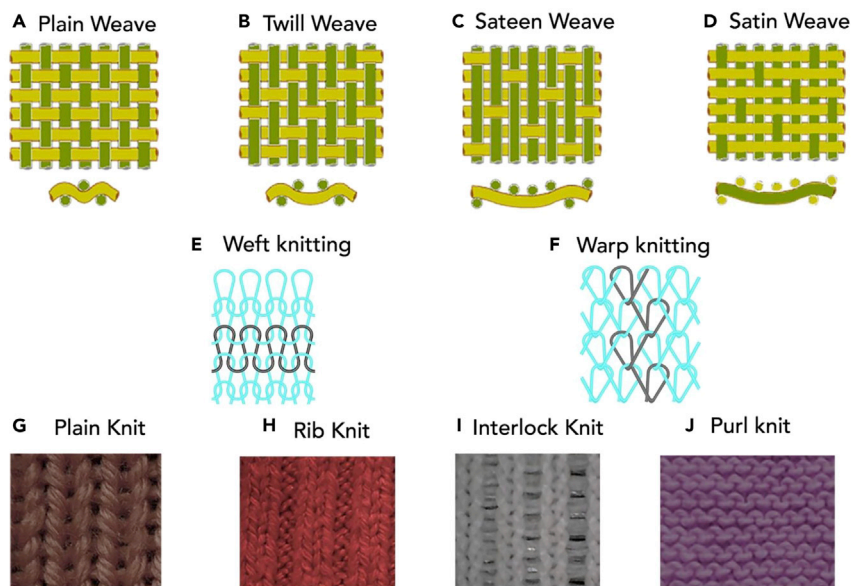 A Plain Weave
B Twill Weave
C Sateen Weave
D Satin Weave
E Weft knitting
F Warp knitting
G Plain Knit
H Rib Knit
I Interlock Knit
J Purl knit